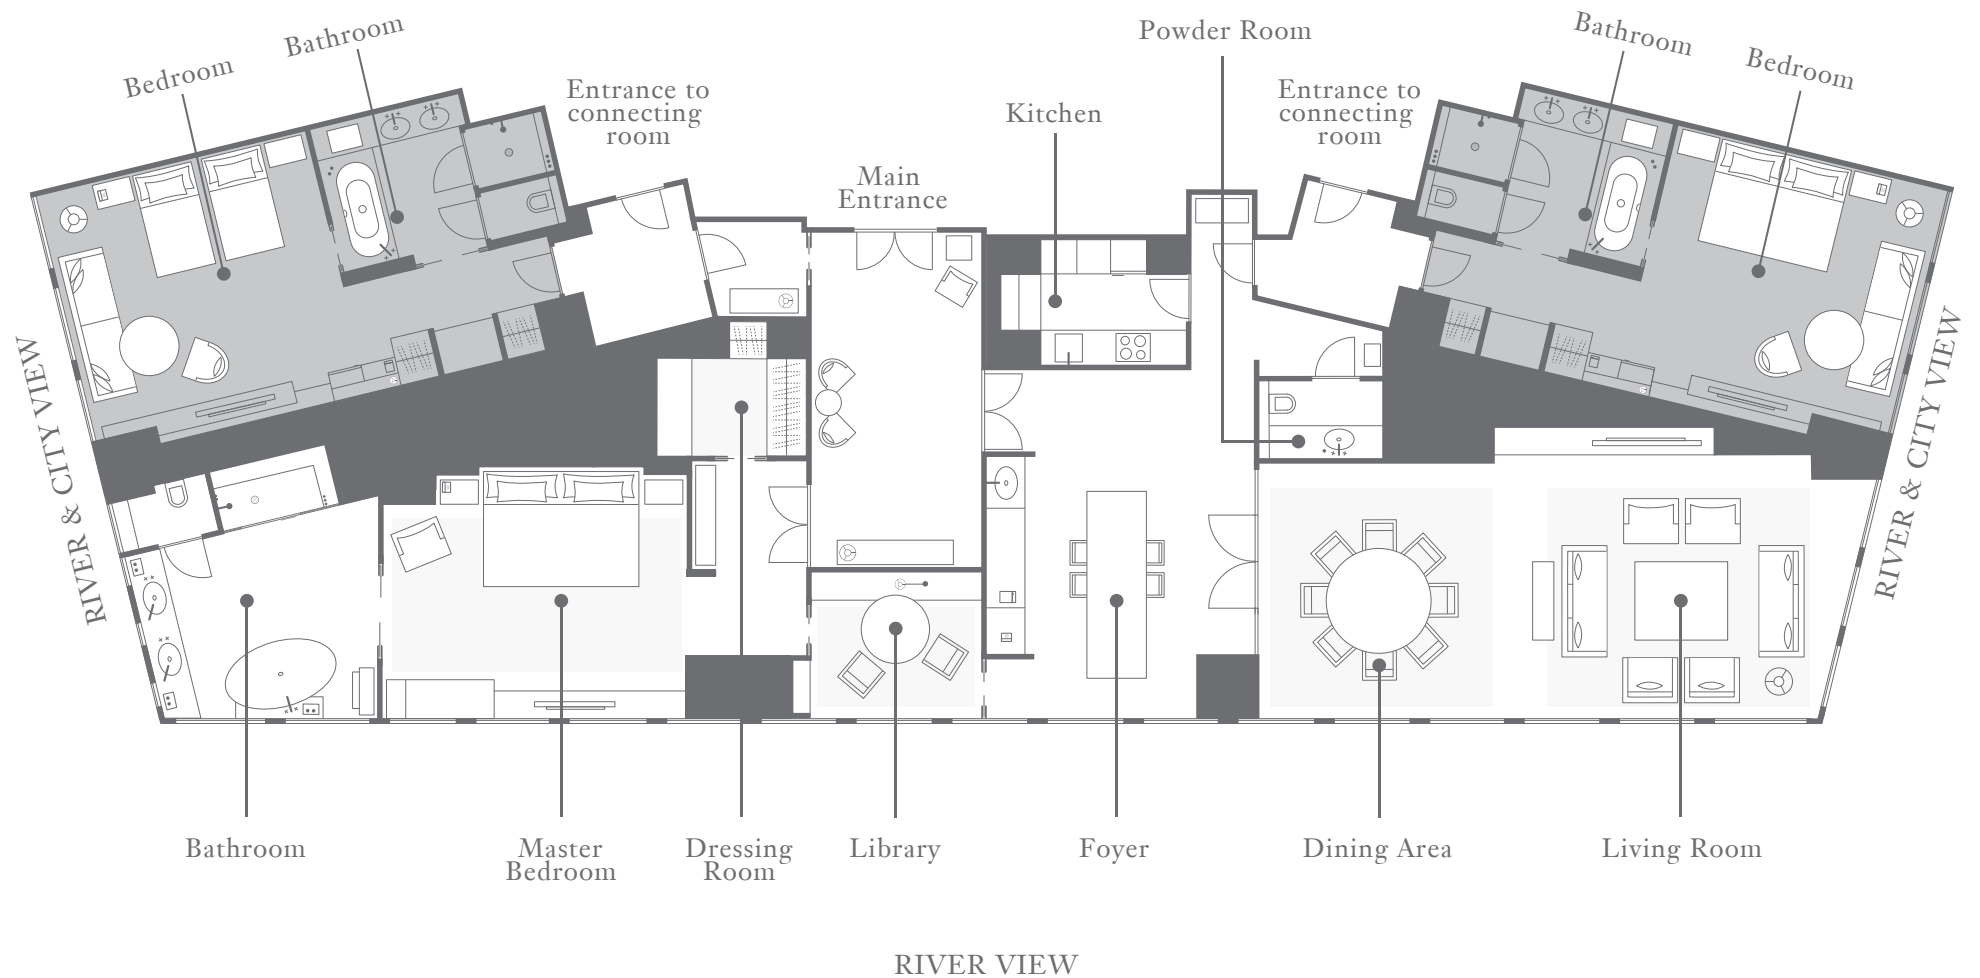 Bedroom
Bathroom
Entrance to
connecting
room
Main
Entrance
Kitchen
Powder Room
Entrance to
connecting
room
Bathroom
Bedroom
RIVER & CITY VIEW
RIVER & CITY VIEW
Bathroom
Master
Bedroom
Dressing
Room
Library
Foyer
Dining Area
Living Room
RIVER VIEW